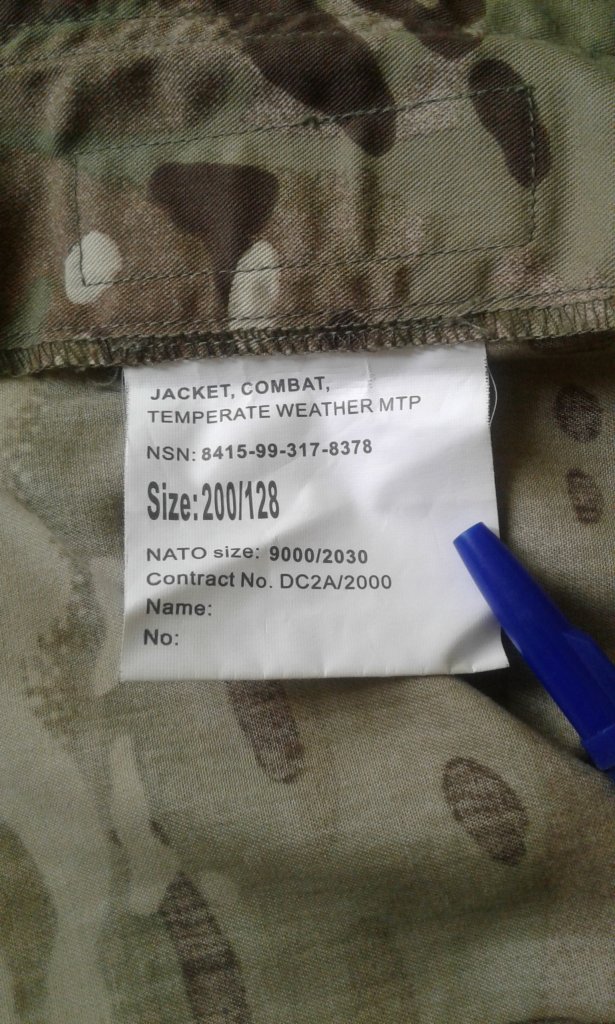 JACKET, COMBAT,
TEMPERATE WEATHER MTP
NSN: 8415-99-317-8378
Size:200/128
NATO size: 9000/2030
Contract No. DC2A/2000
Name:
No: